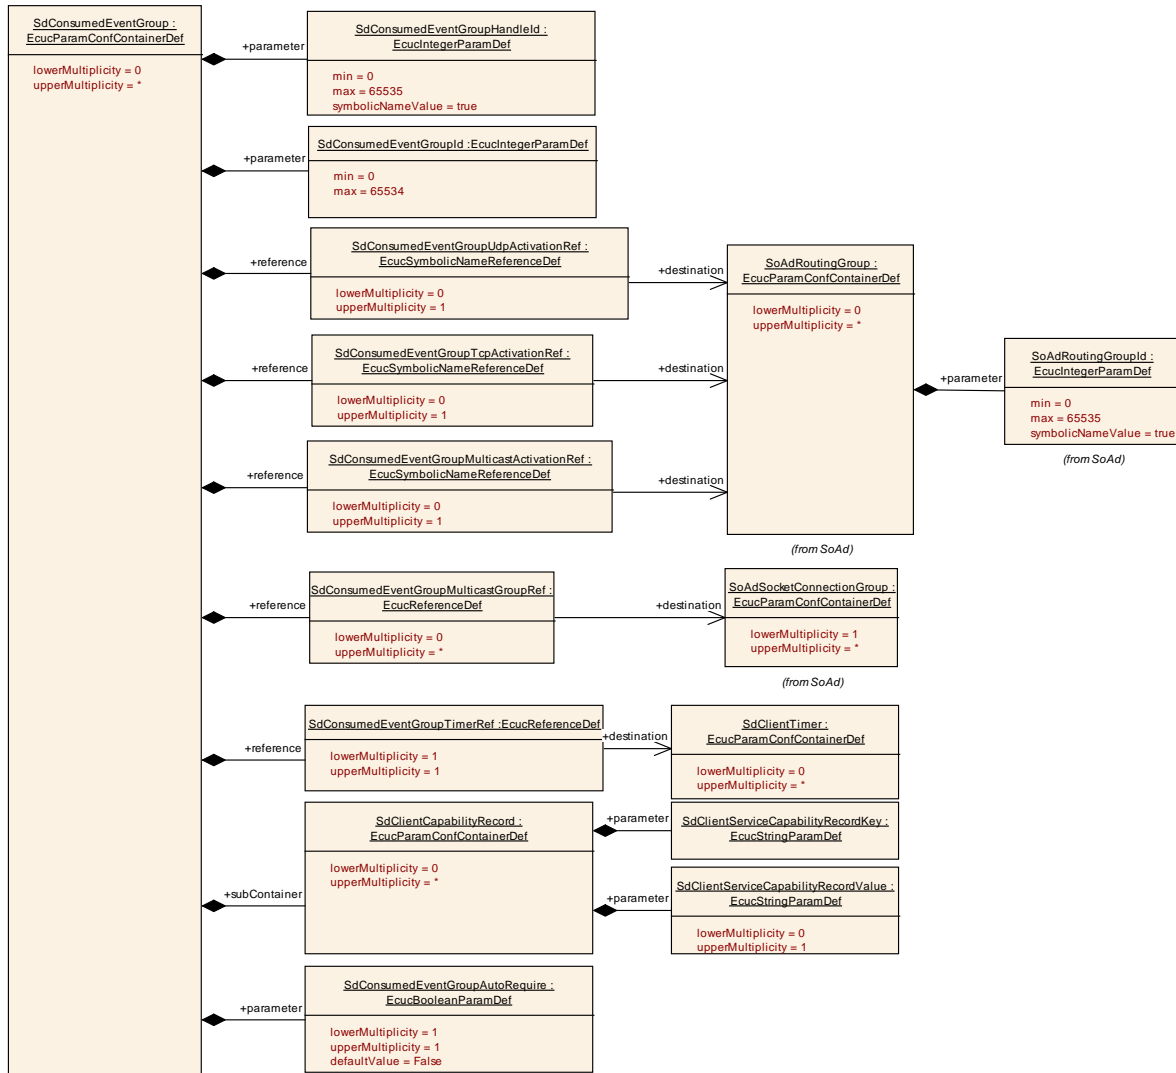 SdConsumedEventGroup :
EcucParamConfContainerDef
lowerMultiplicity = 0
upperMultiplicity = *
+parameter
SdConsumedEventGroupHandleId :
EcucIntegerParamDef
min = 0
max = 65535
symbolicNameValue = true
+parameter
SdConsumedEventGroupId :EcucIntegerParamDef
min = 0
max = 65534
+reference
SdConsumedEventGroupUdpActivationRef :
EcucSymbolicNameReferenceDef
lowerMultiplicity = 0
upperMultiplicity = 1
+destination
SoAdRoutingGroup :
EcucParamConfContainerDef
lowerMultiplicity = 0
upperMultiplicity = *
(from SoAd)
+parameter
SoAdRoutingGroupId :
EcucIntegerParamDef
min = 0
max = 65535
symbolicNameValue = true
(from SoAd)
+reference
SdConsumedEventGroupTcpActivationRef :
EcucSymbolicNameReferenceDef
lowerMultiplicity = 0
upperMultiplicity = 1
+destination
+reference
SdConsumedEventGroupMulticastActivationRef :
EcucSymbolicNameReferenceDef
lowerMultiplicity = 0
upperMultiplicity = 1
+destination
+reference
SdConsumedEventGroupMulticastGroupRef :
EcucReferenceDef
lowerMultiplicity = 0
upperMultiplicity = *
+destination
SoAdSocketConnectionGroup :
EcucParamConfContainerDef
lowerMultiplicity = 1
upperMultiplicity = *
(from SoAd)
+reference
SdConsumedEventGroupTimerRef :EcucReferenceDef
lowerMultiplicity = 1
upperMultiplicity = 1
+destination
SdClientTimer :
EcucParamConfContainerDef
lowerMultiplicity = 0
upperMultiplicity = *
+subContainer
SdClientCapabilityRecord :
EcucParamConfContainerDef
lowerMultiplicity = 0
upperMultiplicity = *
+parameter
SdClientServiceCapabilityRecordKey :
EcucStringParamDef
+parameter
SdClientServiceCapabilityRecordValue :
EcucStringParamDef
lowerMultiplicity = 0
upperMultiplicity = 1
+parameter
SdConsumedEventGroupAutoRequire :
EcucBooleanParamDef
lowerMultiplicity = 1
upperMultiplicity = 1
defaultValue = False